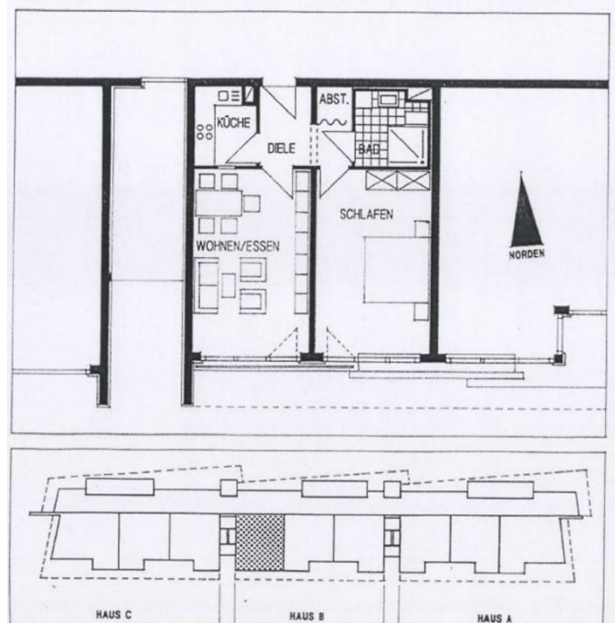 ABST.
KÜCHE
DIELE
BAD
SCHLAFEN
WOHNEN/ESSEN
NORDEN
HAUS C
HAUS B
HAUS A